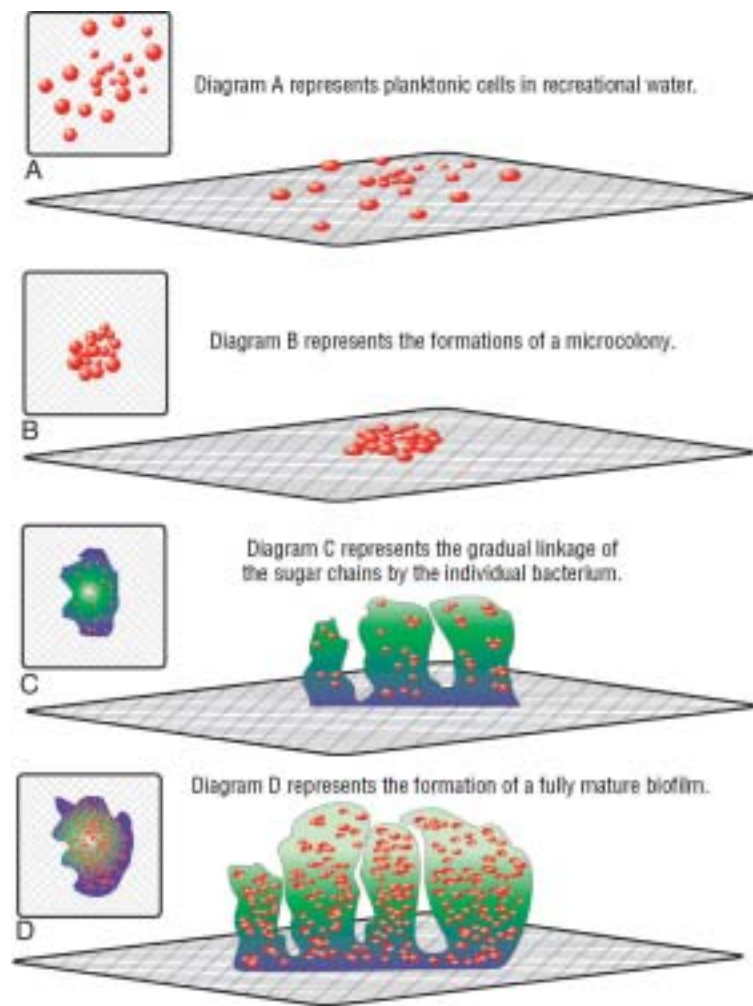 Diagram A represents planktonic cells in recreational water.
A
Diagram B represents the formations of a microcolony.
B
Diagram C represents the gradual linkage of
the sugar chains by the individual bacterium.
C
Diagram D represents the formation of a fully mature biofilm.
D